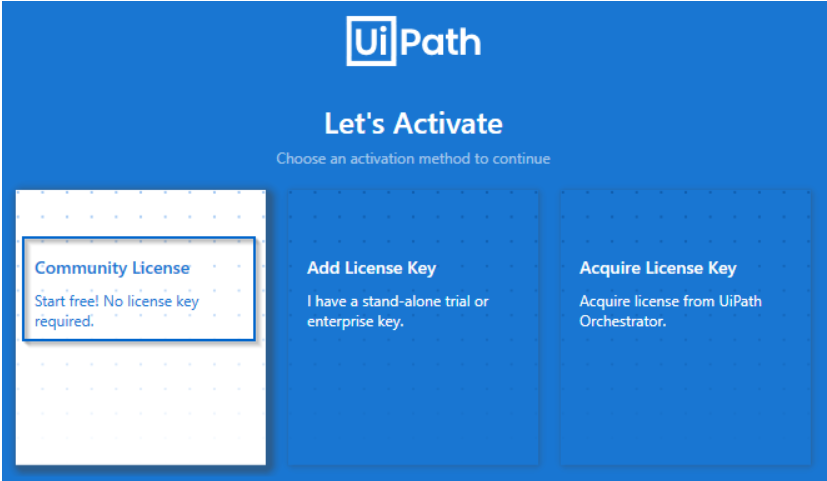 UiPath
Let's Activate
Choose an activation method to continue
Community License
Start free! No license key
required.
Add License Key
I have a stand-alone trial or
enterprise key.
Acquire License Key
Acquire license from UiPath
Orchestrator.